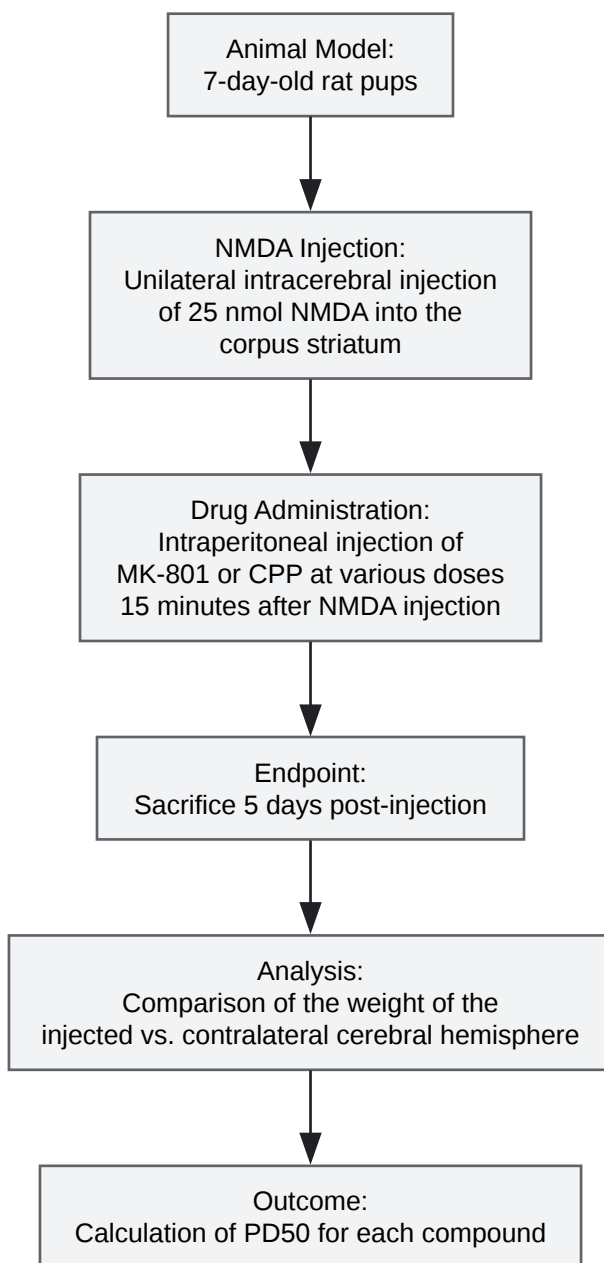 Animal Model:
7-day-old rat pups
NMDA Injection:
Unilateral intracerebral injection
of 25 nmol NMDA into the
corpus striatum
Drug Administration:
Intraperitoneal injection of
MK-801 or CPP at various doses
15 minutes after NMDA injection
Endpoint:
Sacrifice 5 days post-injection
Analysis:
Comparison of the weight of the
injected vs. contralateral cerebral hemisphere
Outcome:
Calculation of PD50 for each compound